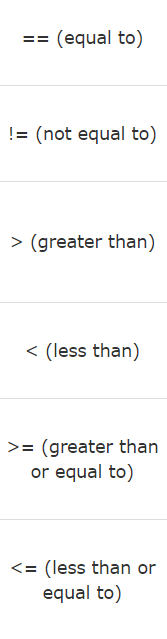 == (equal to)
!= (not equal to)
> (greater than)
< (less than)
>= (greater than
or equal to)
<= (less than or
equal to)